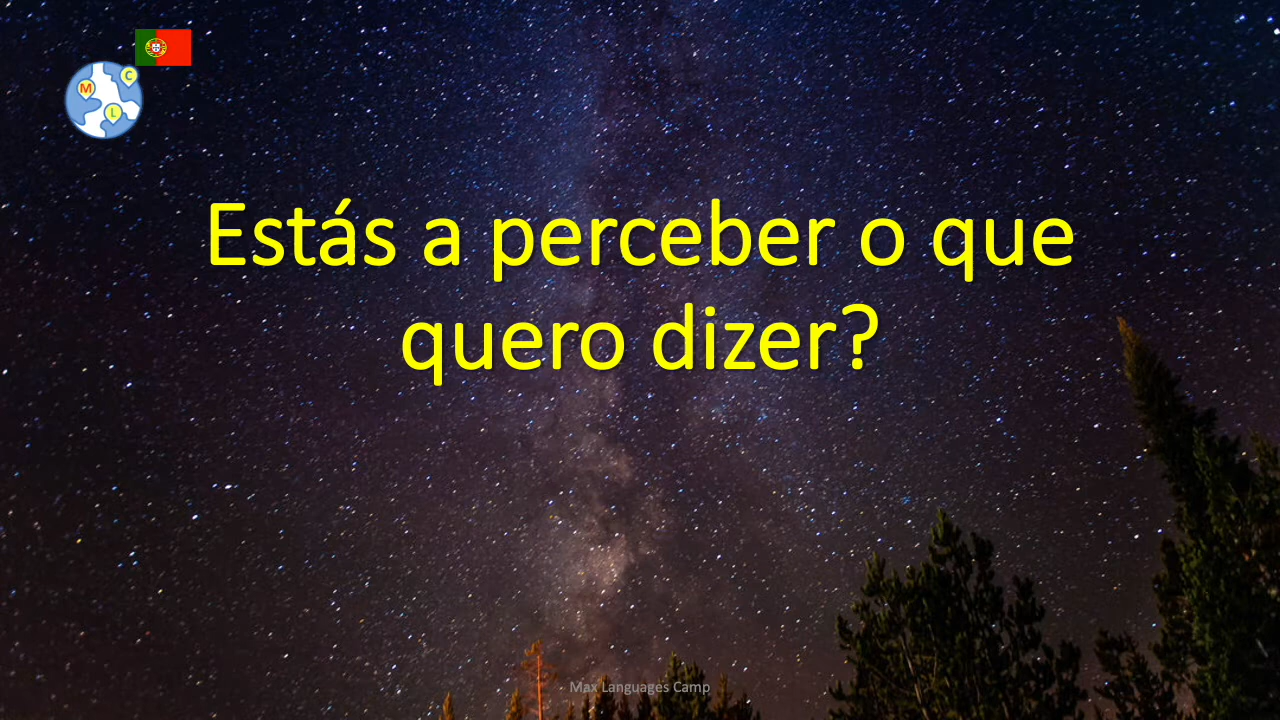 C
M
L
Estás a perceber o que
quero dizer?
Max Languages Camp